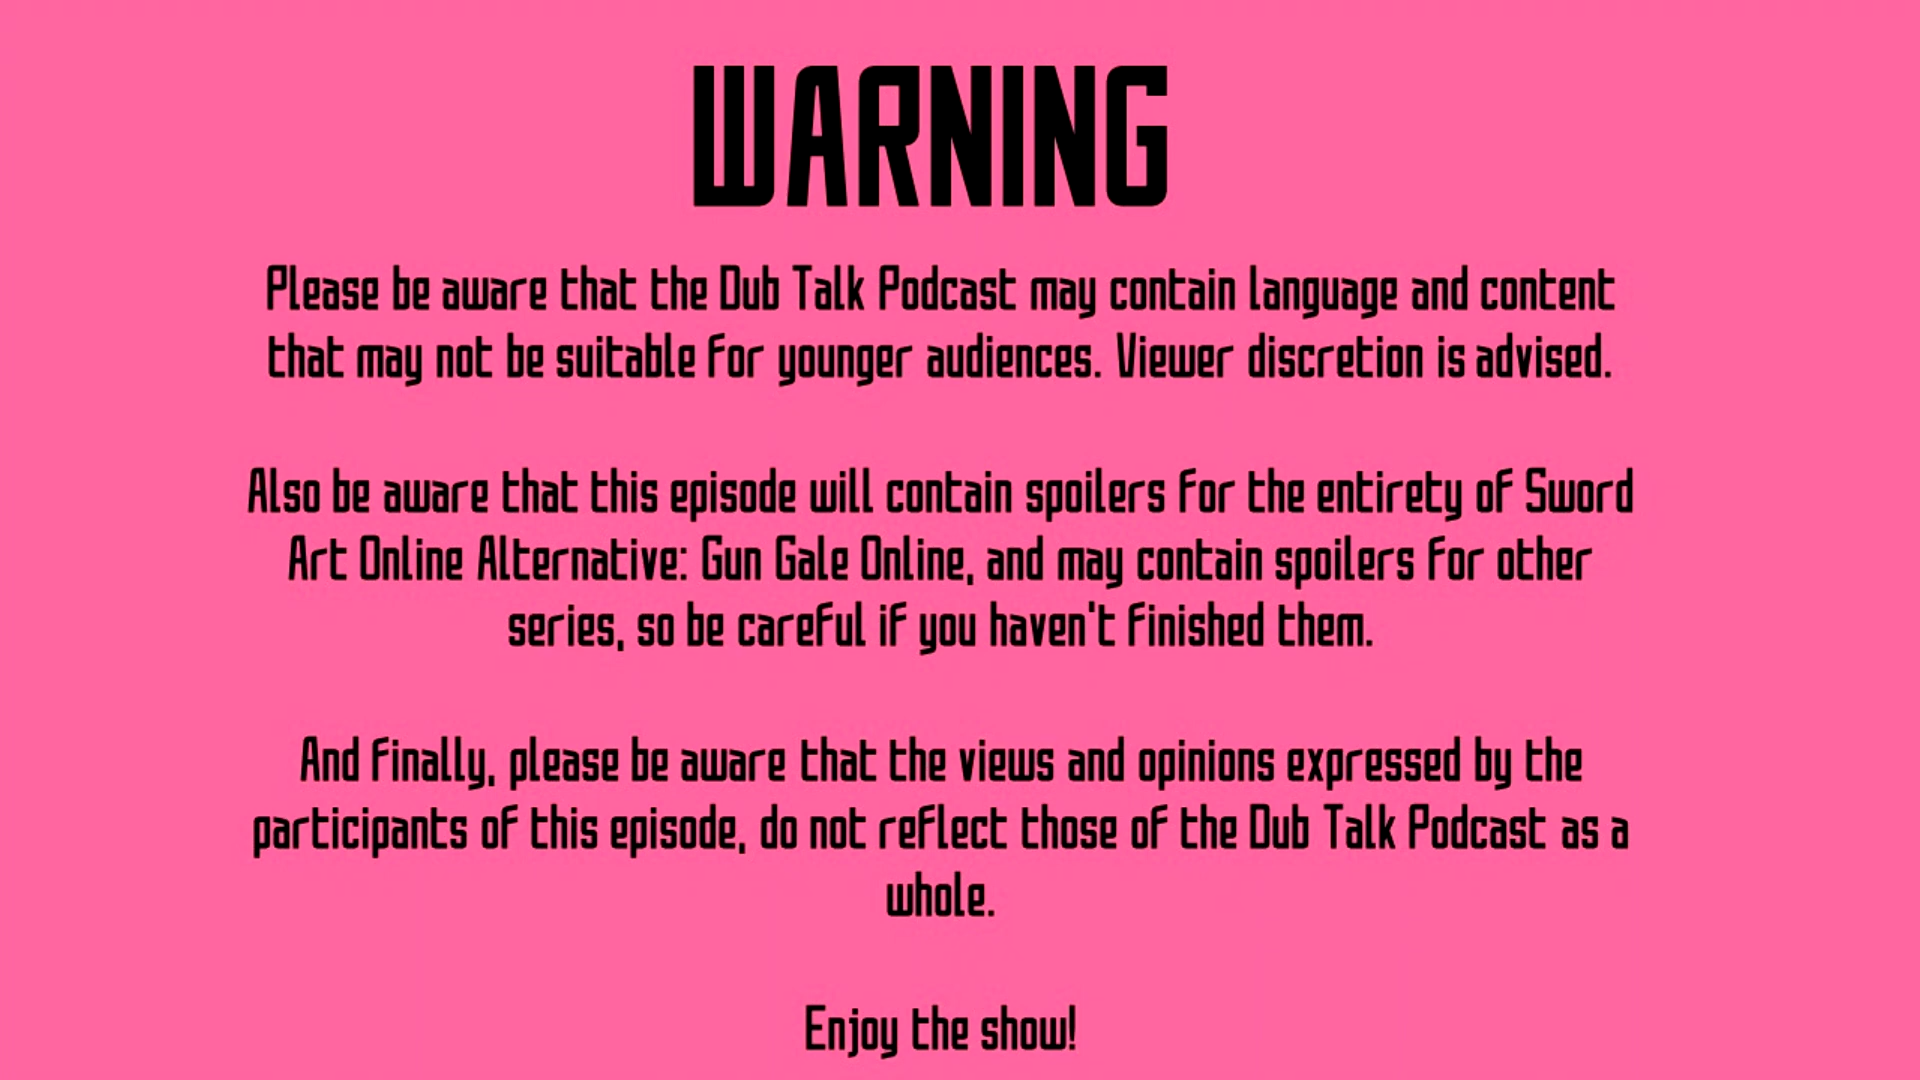 WARNING
Please be aware that the Dub Talk Podcast may contain language and content
that may not be suitable for younger audiences. Viewer discretion is advised.
Also be aware that this episode will contain spoilers for the entirety of Sword
Art Online Alternative: Gun Gale Online, and may contain spoilers for other
series, so be careful if you haven't finished them.
And finally, please be aware that the views and opinions expressed by the
participants of this episode, do not reflect those of the Dub Talk Podcast as a
whole.
Enjoy the show!